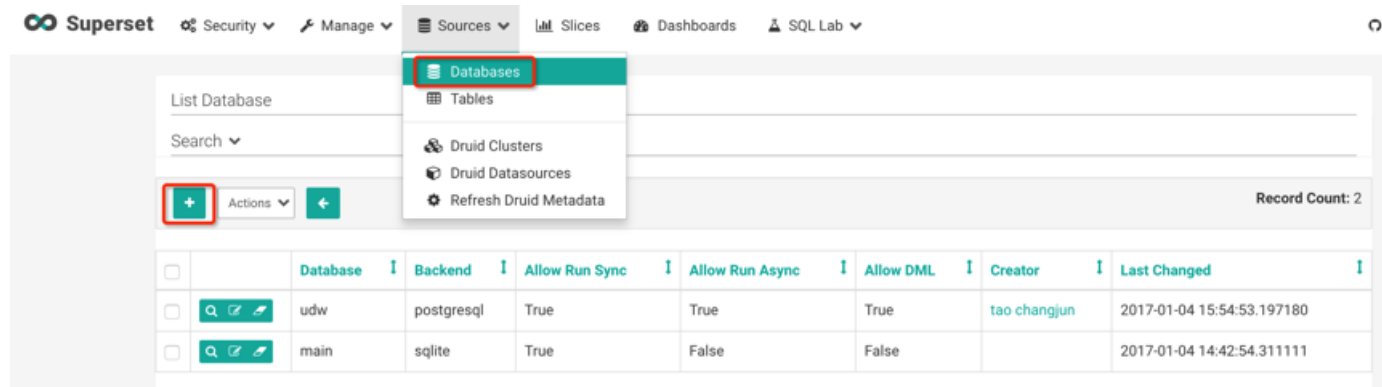 Superset Security Manage Sources Slices Dashboards SQL Lab
Databases
List Database
Tables
Search
Druid Clusters
Druid Datasources
Refresh Druid Metadata
+ Actions Record Count: 2
Database Backend Allow Run Sync Allow Run Async Allow DML Creator Last Changed
udw postgresql True True True tao changjun 2017-01-04 15:54:53.197180
main sqlite True False False 2017-01-04 14:42:54.311111